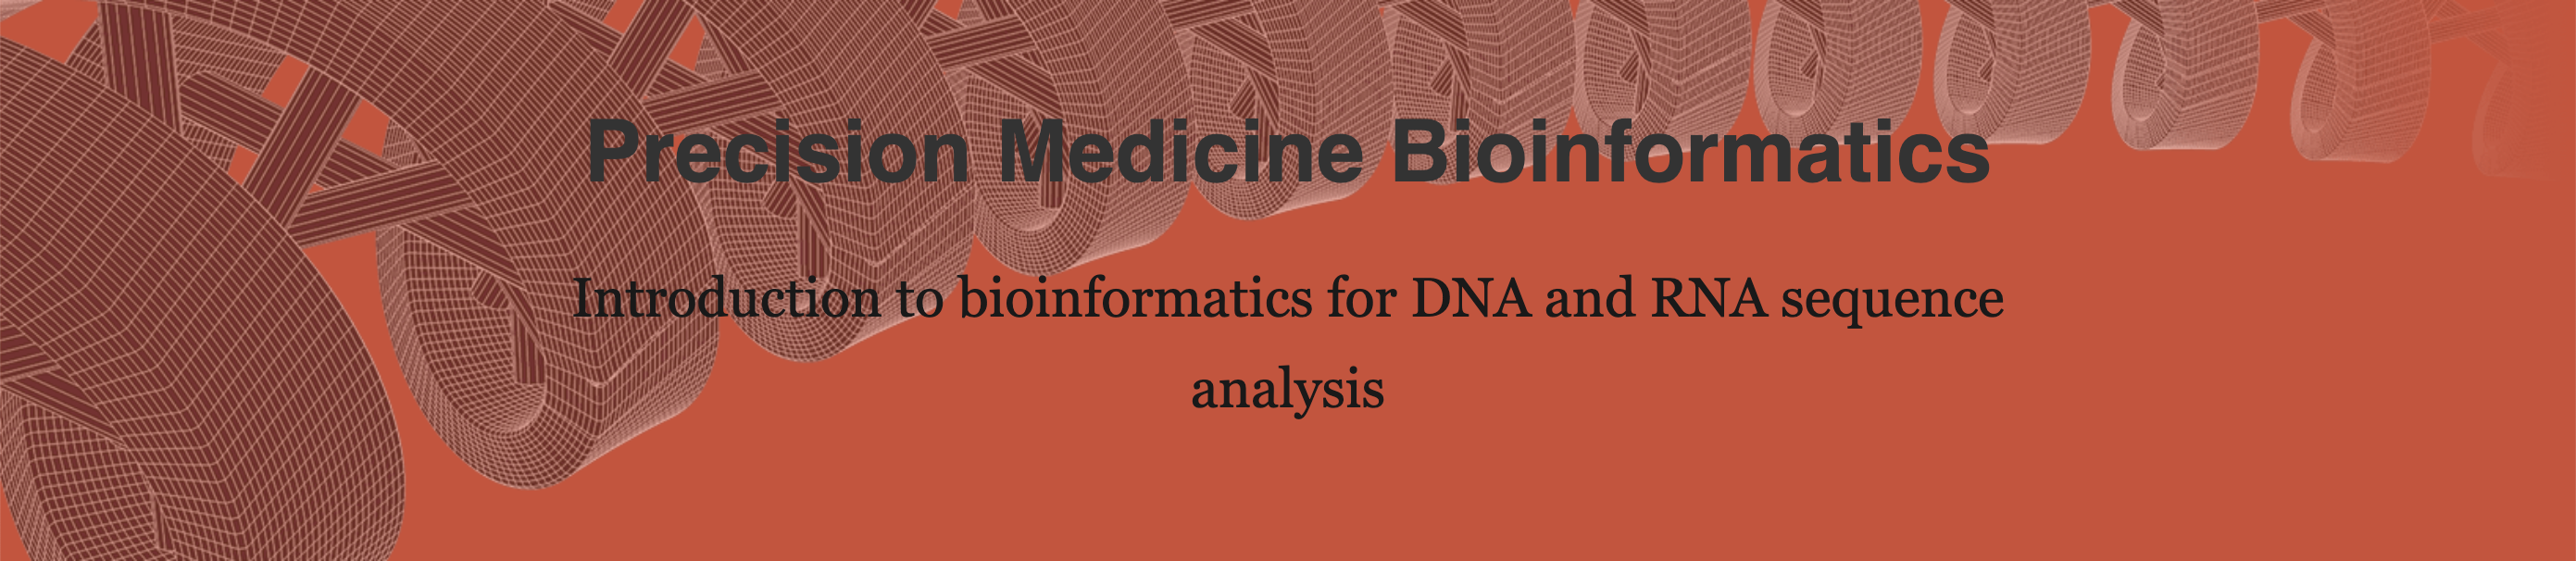 Precision Medicine Bioinformatics
Introduction to bioinformatics for DNA and RNA sequence
analysis